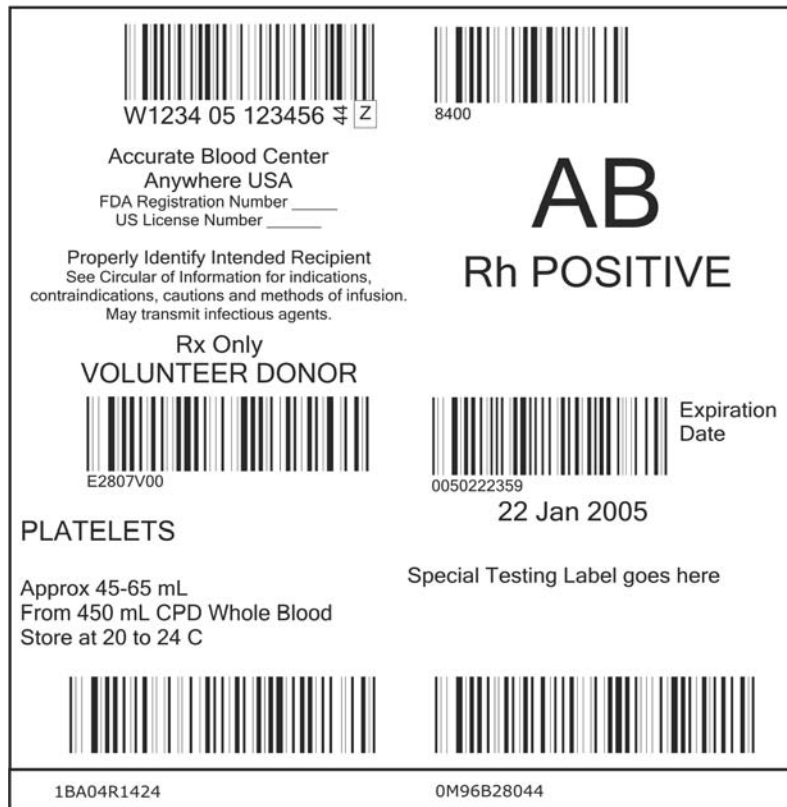 W1234 05 123456 44 Z
Accurate Blood Center
Anywhere USA
FDA Registration Number _____
US License Number ______
Properly Identify Intended Recipient
See Circular of Information for indications,
contraindications, cautions and methods of infusion.
May transmit infectious agents.
Rx Only
VOLUNTEER DONOR
E2807V00
PLATELETS
Approx 45-65 mL
From 450 mL CPD Whole Blood
Store at 20 to 24 C
8400
AB
Rh POSITIVE
Expiration
Date
0050222359
22 Jan 2005
Special Testing Label goes here
1BA04R1424
0M96B28044